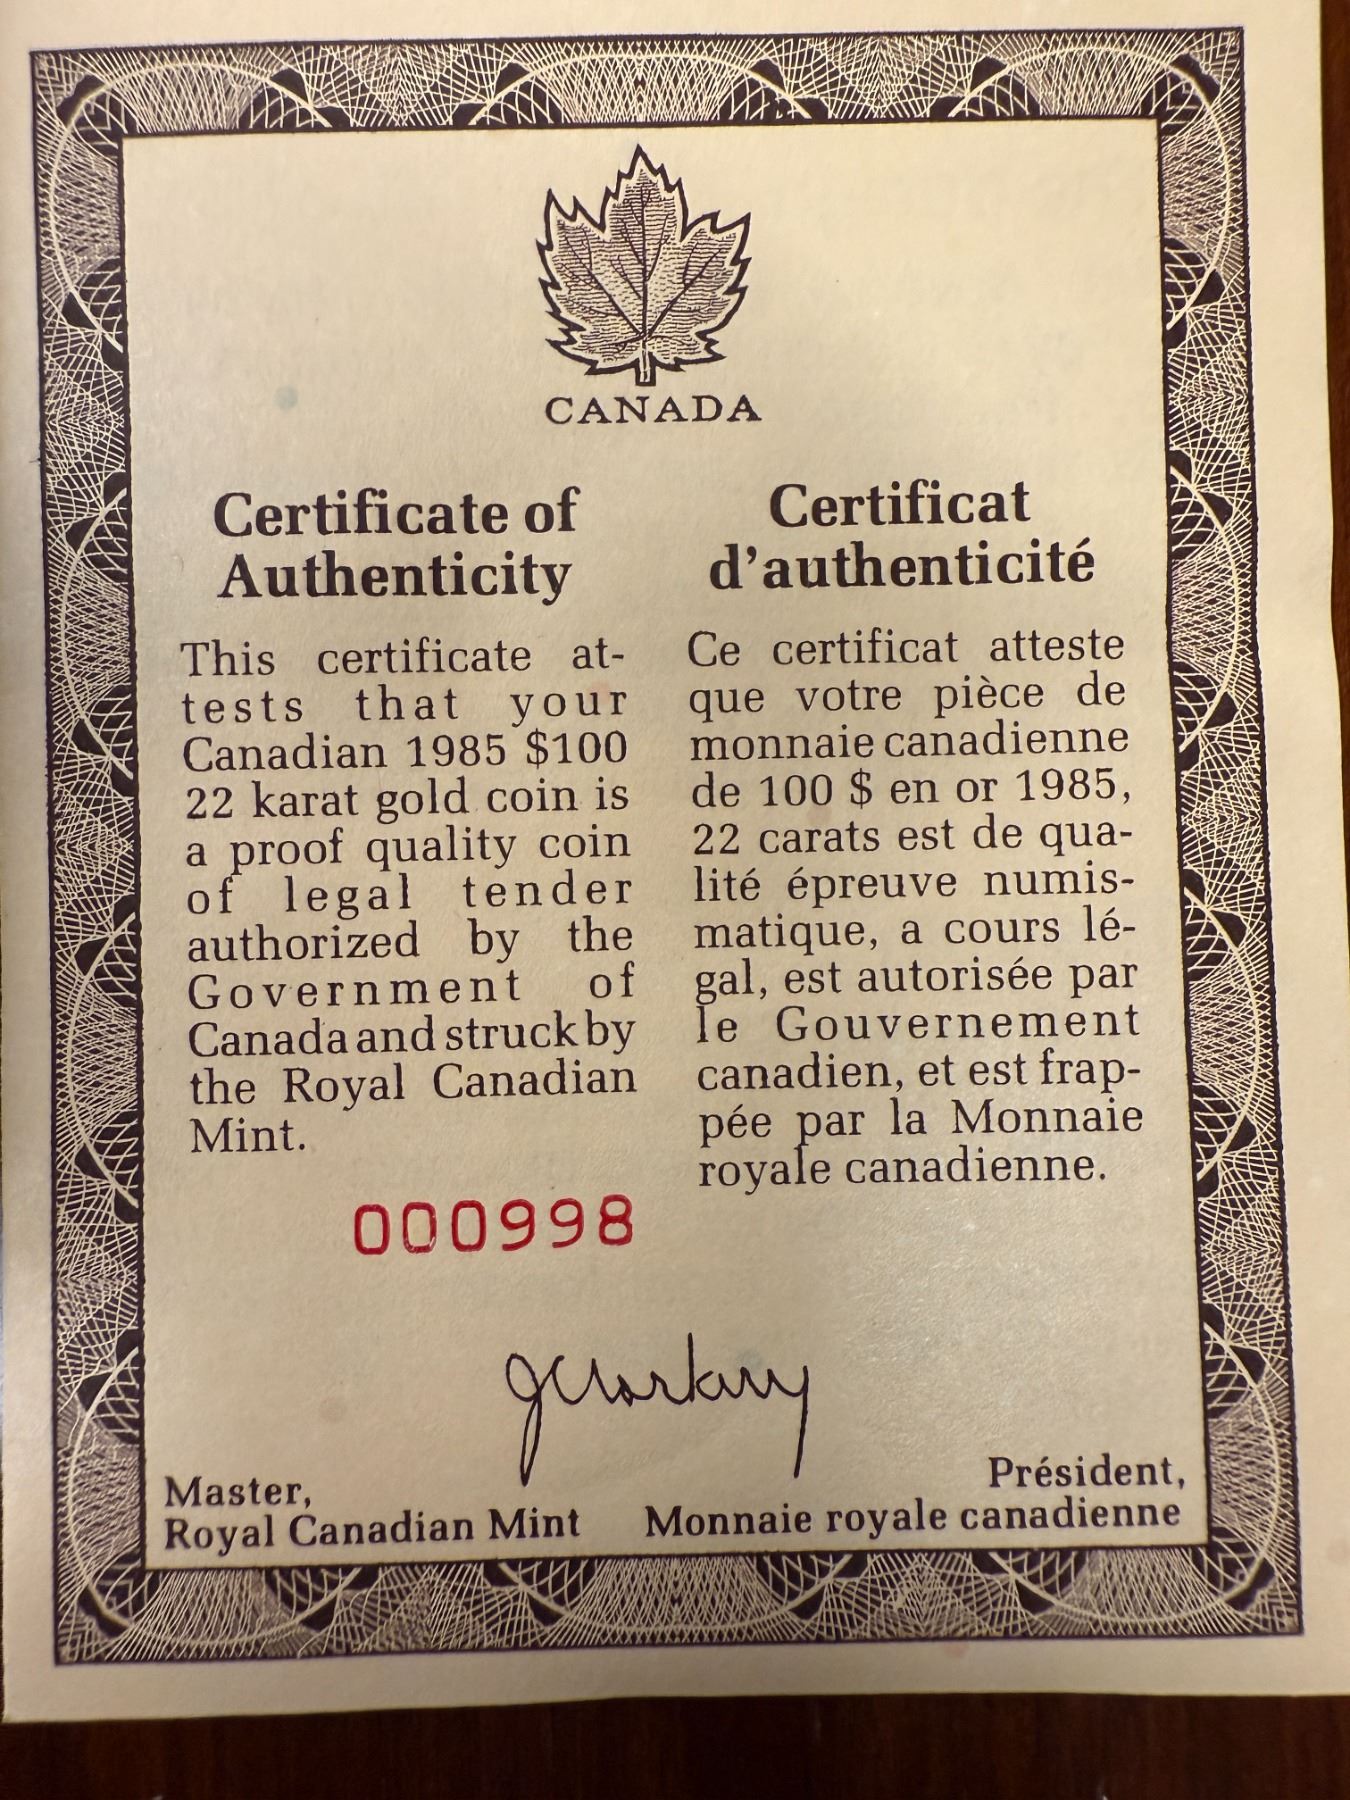 CANADA
Certificate of
Authenticity
This certificate at-
tests that your
Canadian 1985 $100
22 karat gold coin is
a proof quality coin
of legal tender
authorized by the
Government of
Canada and struck by
the Royal Canadian
Mint.
000998
Certificat
d'authenticité
Ce certificat atteste
que votre pièce de
monnaie canadienne
de 100 $ en or 1985,
22 carats est de qua-
lité épreuve numis-
matique, a cours lé-
gal, est autorisée par
le Gouvernement
canadien, et est frap-
pée par la Monnaie
royale canadienne.
Master,
Royal Canadian Mint
Président,
Monnaie royale canadienne